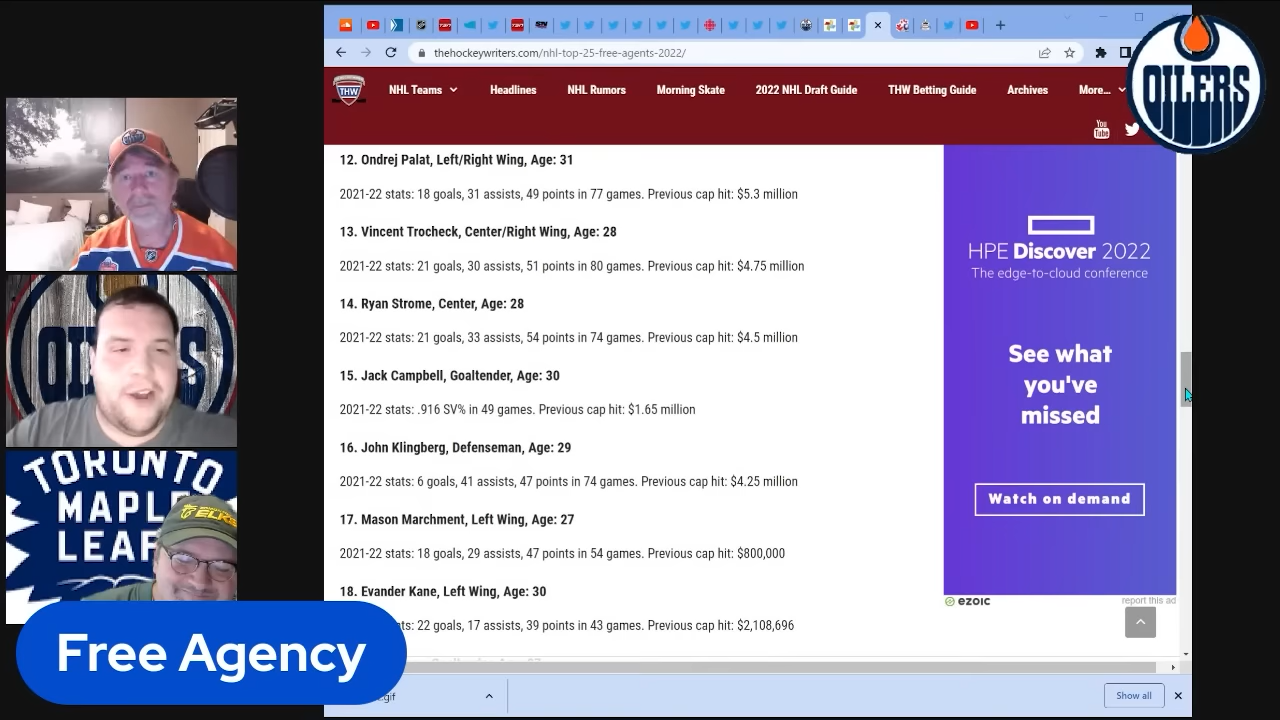 thehockeywriters.com/nhl-top-25-free-agents-2022/
THW
NHL Teams
Headlines
NHL Rumors
Morning Skate
2022 NHL Draft Guide
THW Betting Guide
Archives
More...
You
Tube
OILERS
12. Ondrej Palat, Left/Right Wing, Age: 31
2021-22 stats: 18 goals, 31 assists, 49 points in 77 games. Previous cap hit: $5.3 million
13. Vincent Trocheck, Center/Right Wing, Age: 28
2021-22 stats: 21 goals, 30 assists, 51 points in 80 games. Previous cap hit: $4.75 million
14. Ryan Strome, Center, Age: 28
2021-22 stats: 21 goals, 33 assists, 54 points in 74 games. Previous cap hit: $4.5 million
15. Jack Campbell, Goaltender, Age: 30
2021-22 stats: .916 SV% in 49 games. Previous cap hit: $1.65 million
16. John Klingberg, Defenseman, Age: 29
2021-22 stats: 6 goals, 41 assists, 47 points in 74 games. Previous cap hit: $4.25 million
17. Mason Marchment, Left Wing, Age: 27
2021-22 stats: 18 goals, 29 assists, 47 points in 54 games. Previous cap hit: $800,000
18. Evander Kane, Left Wing, Age: 30
ts: 22 goals, 17 assists, 39 points in 43 games. Previous cap hit: $2,108,696
HPE Discover 2022
The edge-to-cloud conference
See what
you've
missed
Watch on demand
ezoic
report this ad
TORONTO
MAPLE
LEAF
ELKS
Free Agency
.gif
Show all